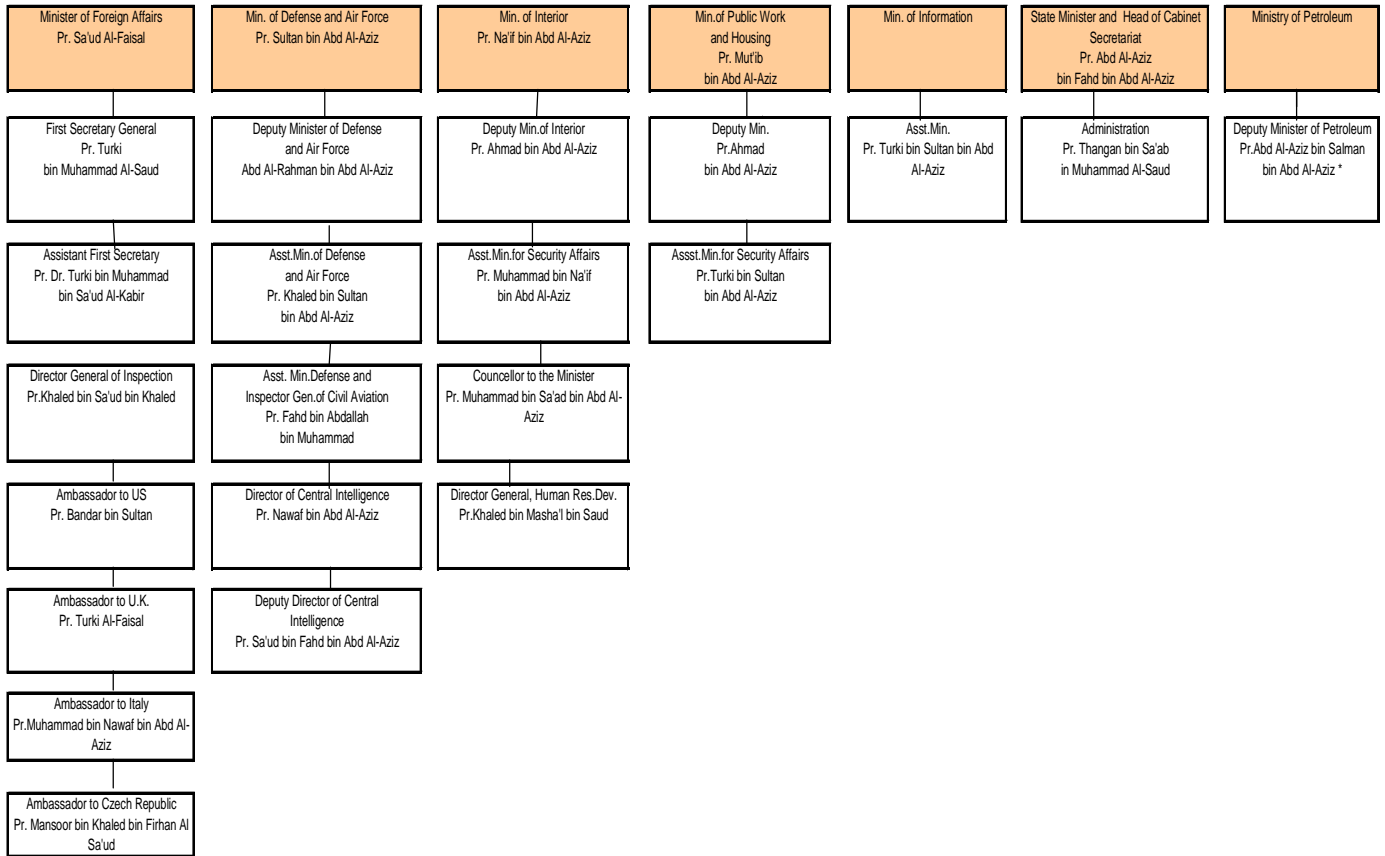 Minister of Foreign Affairs
Pr. Sa'ud Al-Faisal
First Secretary General
Pr. Turki
bin Muhammad Al-Saud
Assistant First Secretary
Pr. Dr. Turki bin Muhammad
bin Sa'ud Al-Kabir
Director General of Inspection
Pr.Khaled bin Sa'ud bin Khaled
Ambassador to US
Pr. Bandar bin Sultan
Ambassador to U.K.
Pr. Turki Al-Faisal
Ambassador to Italy
Pr.Muhammad bin Nawaf bin Abd Al-
Aziz
Ambassador to Czech Republic
Pr. Mansoor bin Khaled bin Firhan Al
Sa'ud
Min. of Defense and Air Force
Pr. Sultan bin Abd Al-Aziz
Deputy Minister of Defense
and Air Force
Abd Al-Rahman bin Abd Al-Aziz
Asst.Min.of Defense
and Air Force
Pr. Khaled bin Sultan
bin Abd Al-Aziz
Asst. Min.Defense and
Inspector Gen.of Civil Aviation
Pr. Fahd bin Abdallah
bin Muhammad
Director of Central Intelligence
Pr. Nawaf bin Abd Al-Aziz
Deputy Director of Central
Intelligence
Pr. Sa'ud bin Fahd bin Abd Al-Aziz
Min. of Interior
Pr. Na'if bin Abd Al-Aziz
Deputy Min.of Interior
Pr. Ahmad bin Abd Al-Aziz
Asst.Min.for Security Affairs
Pr. Muhammad bin Na'if
bin Abd Al-Aziz
Councellor to the Minister
Pr. Muhammad bin Sa'ad bin Abd Al-
Aziz
Director General, Human Res.Dev.
Pr.Khaled bin Masha'l bin Saud
Min.of Public Work
and Housing
Pr. Mut'ib
bin Abd Al-Aziz
Deputy Min.
Pr.Ahmad
bin Abd Al-Aziz
Assst.Min.for Security Affairs
Pr.Turki bin Sultan
bin Abd Al-Aziz
Min. of Information
Asst.Min.
Pr. Turki bin Sultan bin Abd
Al-Aziz
State Minister and Head of Cabinet
Secretariat
Pr. Abd Al-Aziz
bin Fahd bin Abd Al-Aziz
Administration
Pr. Thangan bin Sa'ab
in Muhammad Al-Saud
Ministry of Petroleum
Deputy Minister of Petroleum
Pr.Abd Al-Aziz bin Salman
bin Abd Al-Aziz *